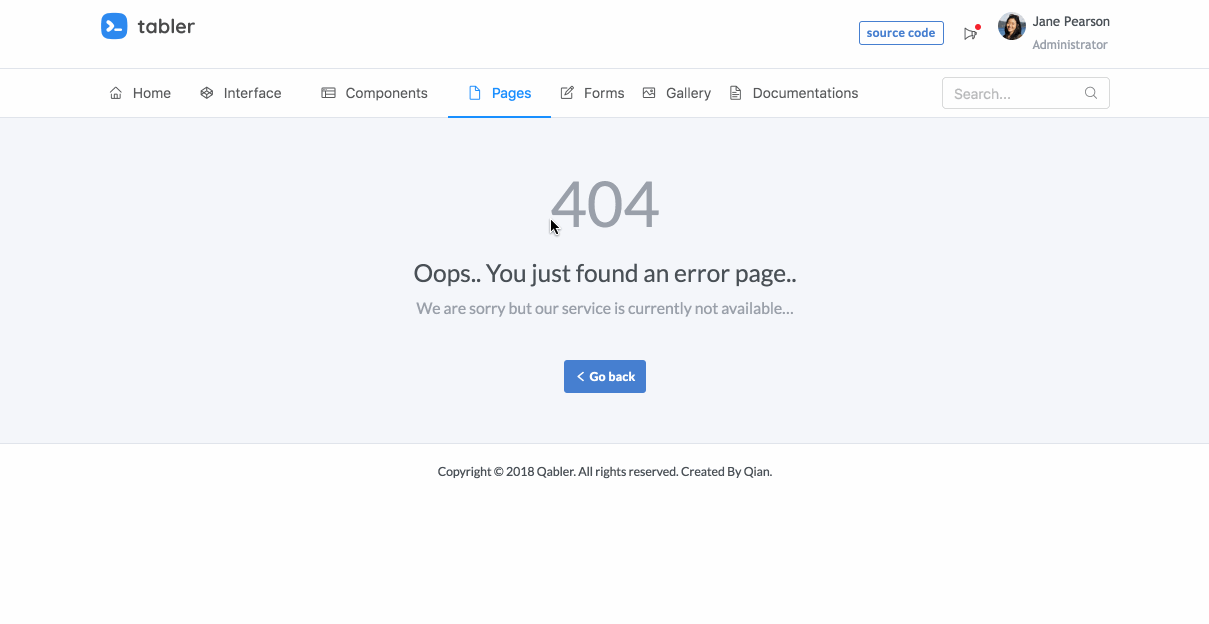 tabler
source code
Jane Pearson
Administrator
Home Interface Components Pages Forms Gallery Documentations
Search...
404
Oops.. You just found an error page..
We are sorry but our service is currently not available...
< Go back
Copyright © 2018 Qabler. All rights reserved. Created By Qian.